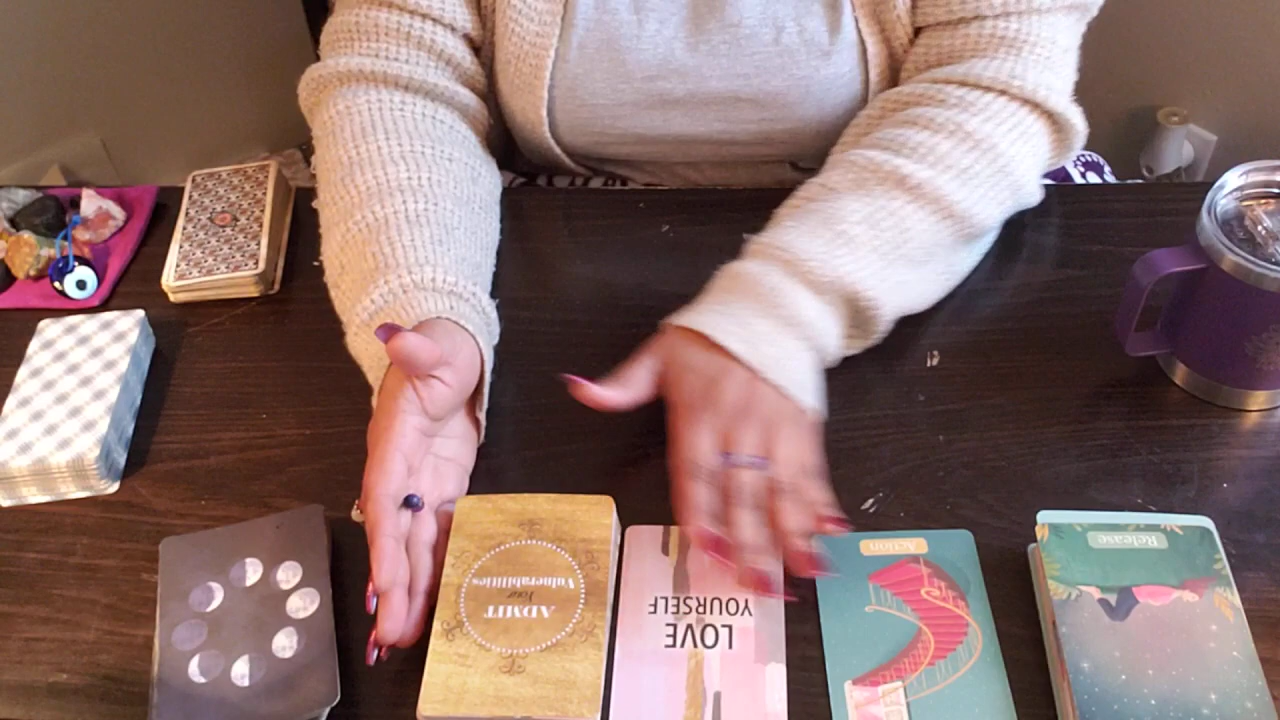 ADMIT
Your
Vulnerabilities
LOVE
YOURSELF
Action
Release